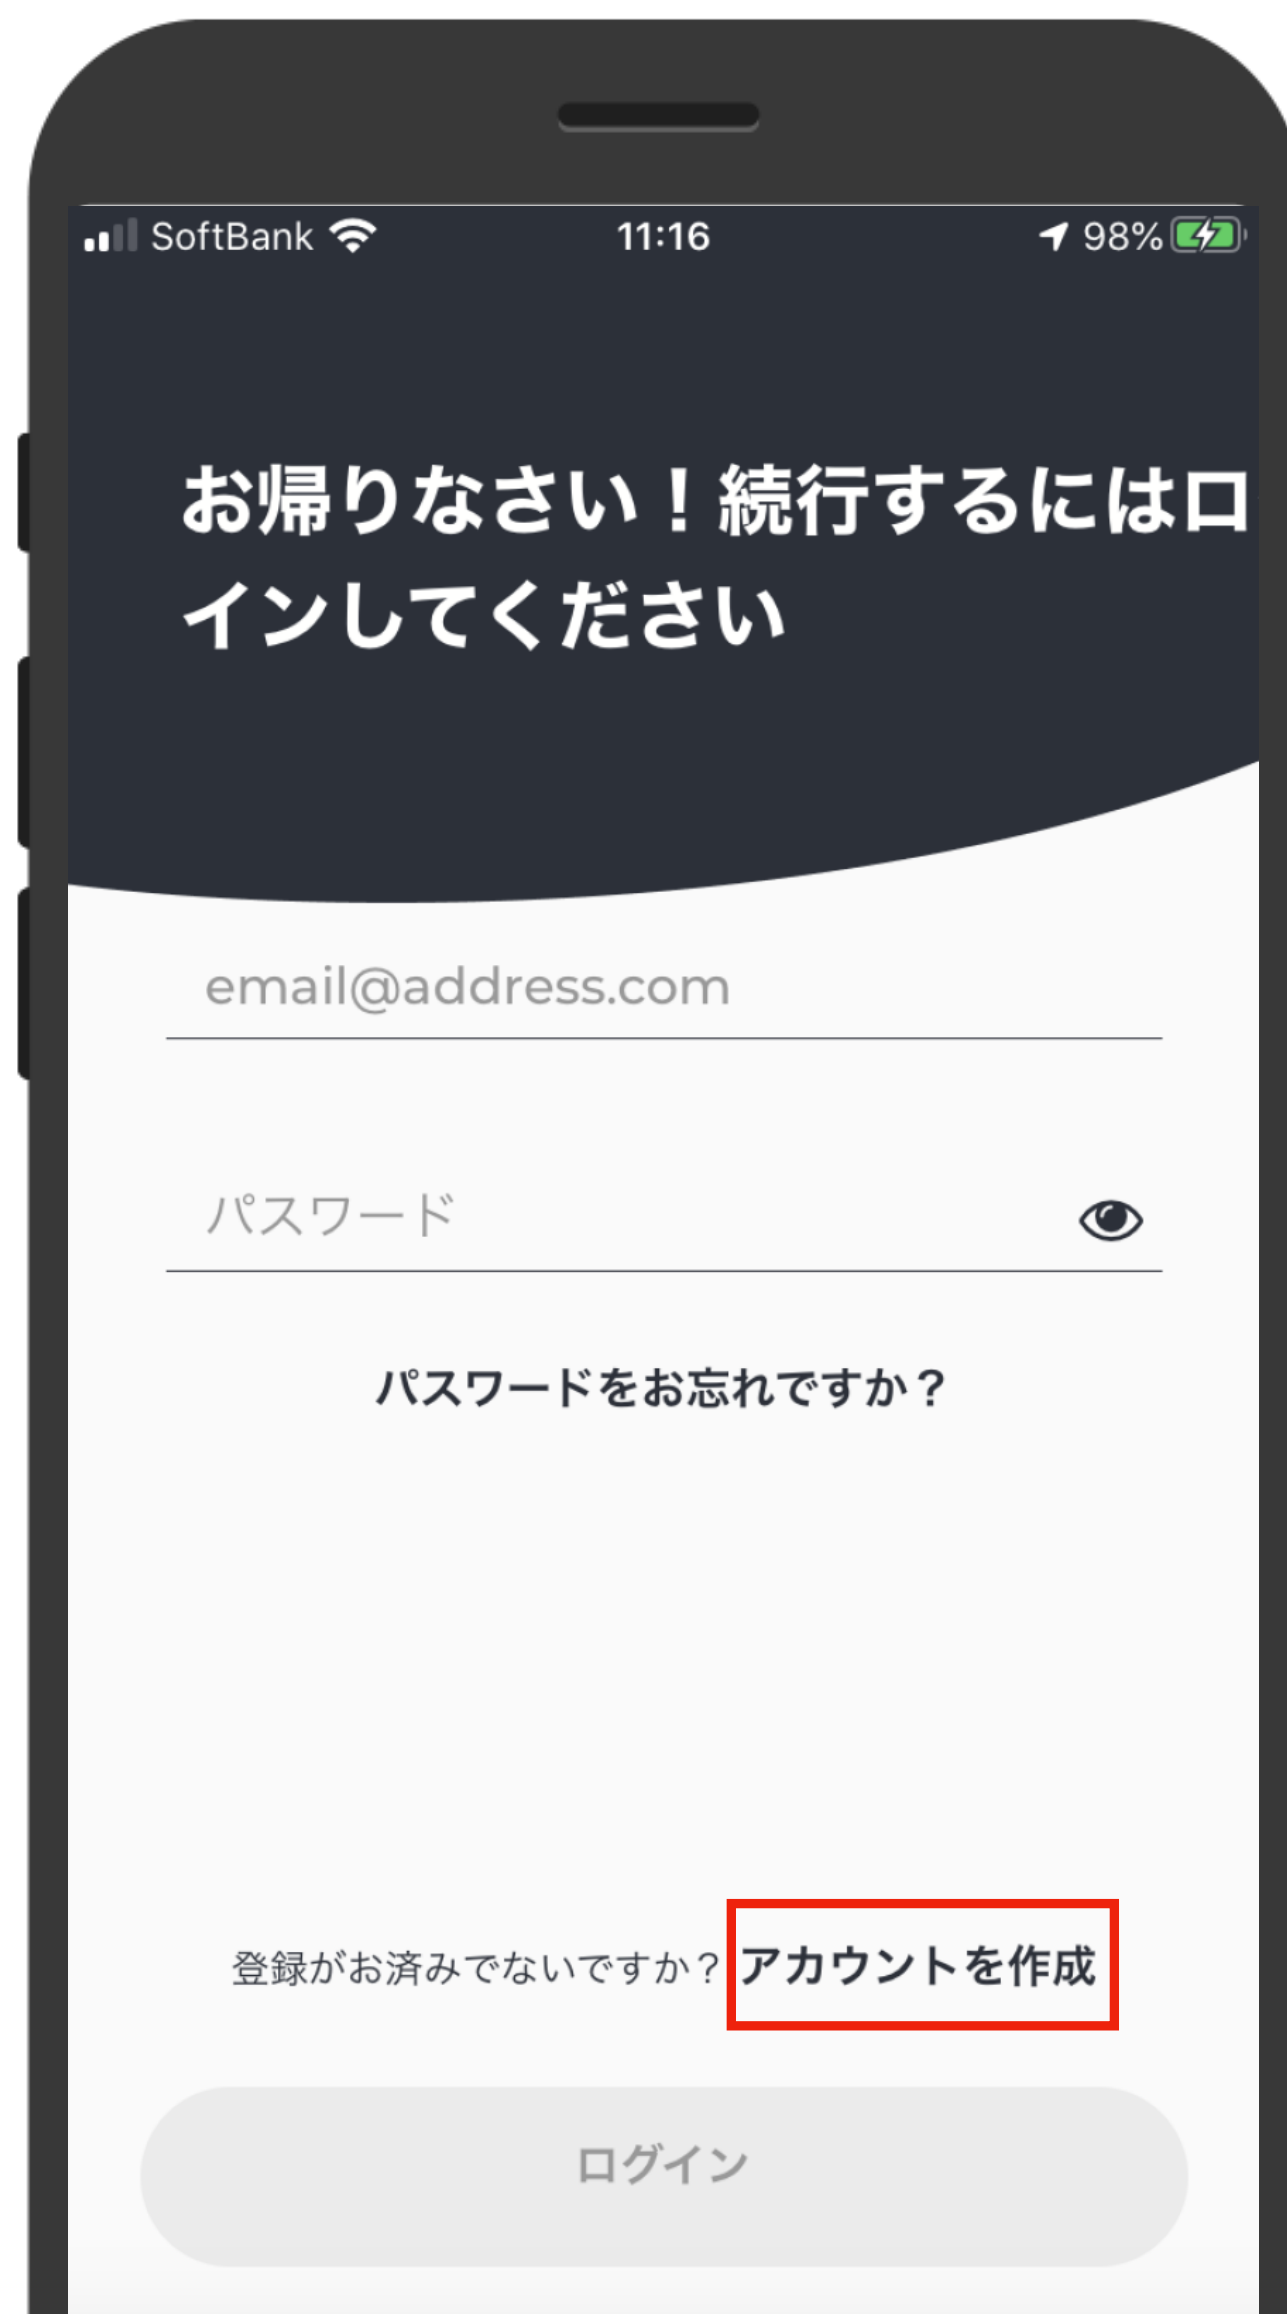 SoftBank 11:16 98%
お帰りなさい！続行するにはロ
インしてください
email@address.com
パスワード
パスワードをお忘れですか？
登録がお済みでないですか？ アカウントを作成
ログイン